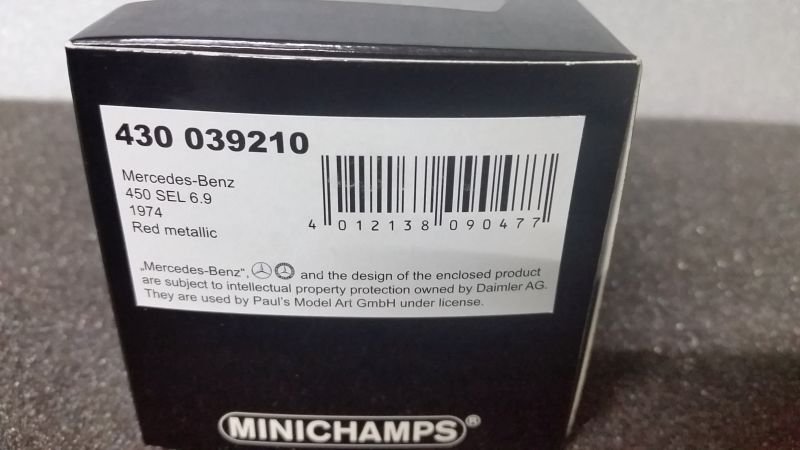 430 039210
Mercedes-Benz
450 SEL 6.9
1974
Red metallic
4 012138 090477
„Mercedes-Benz“, and the design of the enclosed product
are subject to intellectual property protection owned by Daimler AG.
They are used by Paul's Model Art GmbH under license.
MINICHAMPS®